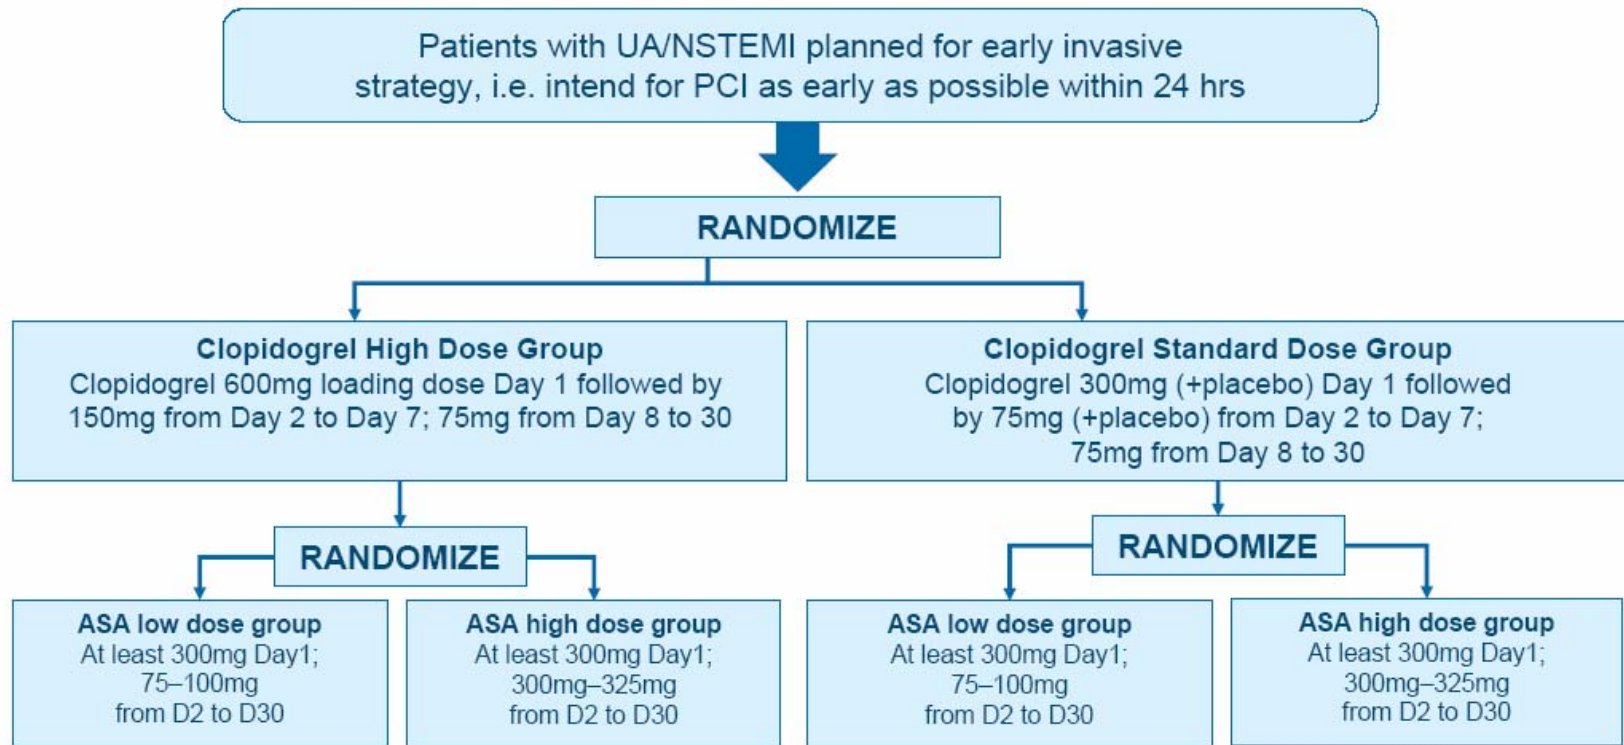 Patients with UA/NSTEMI planned for early invasive
strategy, i.e. intend for PCI as early as possible within 24 hrs
RANDOMIZE
Clopidogrel High Dose Group
Clopidogrel 600mg loading dose Day 1 followed by
150mg from Day 2 to Day 7; 75mg from Day 8 to 30
Clopidogrel Standard Dose Group
Clopidogrel 300mg (+placebo) Day 1 followed
by 75mg (+placebo) from Day 2 to Day 7;
75mg from Day 8 to 30
RANDOMIZE
RANDOMIZE
ASA low dose group
At least 300mg Day1;
75–100mg
from D2 to D30
ASA high dose group
At least 300mg Day1;
300mg–325mg
from D2 to D30
ASA low dose group
At least 300mg Day1;
75–100mg
from D2 to D30
ASA high dose group
At least 300mg Day1;
300mg–325mg
from D2 to D30